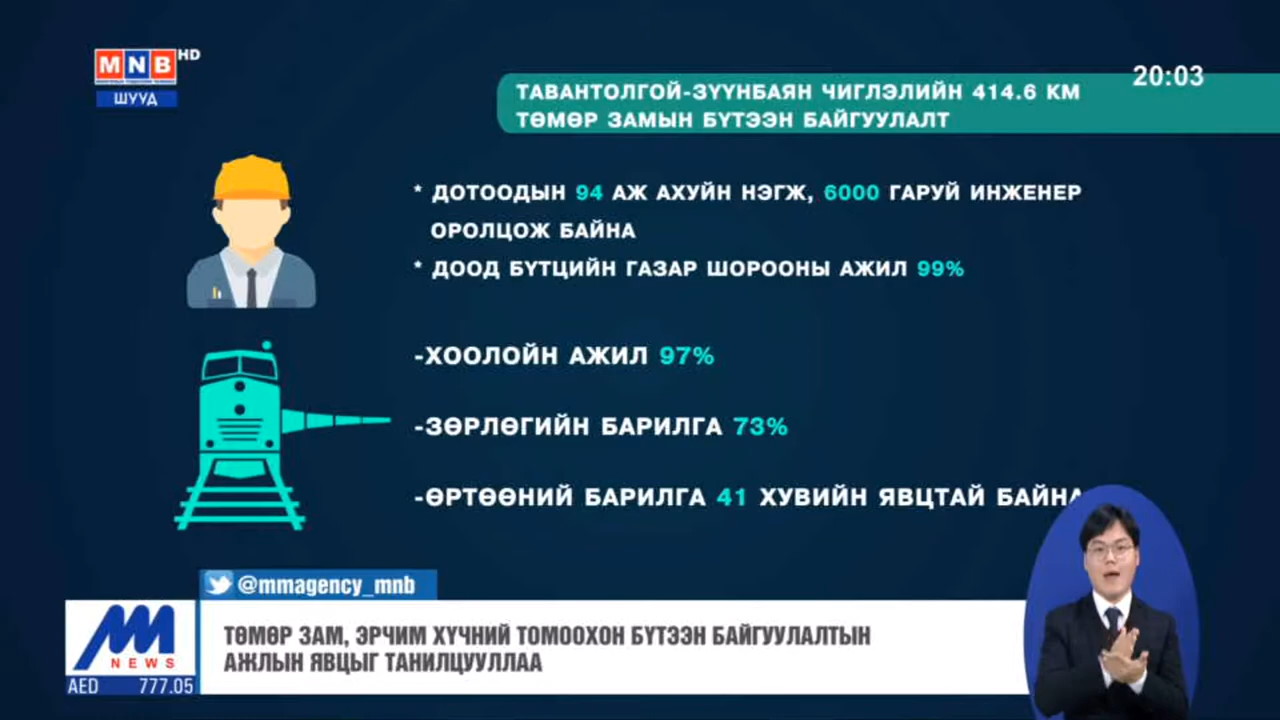 MNB HD
ШУУД
20:03
ТАВАНТОЛГОЙ-ЗҮҮНБАЯН ЧИГЛЭЛИЙН 414.6 КМ
ТӨМӨР ЗАМЫН БҮТЭЭН БАЙГУУЛАЛТ
* ДОТООДЫН 94 АЖ АХУЙН НЭГЖ, 6000 ГАРУЙ ИНЖЕНЕР
ОРОЛЦОЖ БАЙНА
* ДООД БҮТЦИЙН ГАЗАР ШОРООНЫ АЖИЛ 99%
-ХООЛОЙН АЖИЛ 97%
-ЗӨРЛӨГИЙН БАРИЛГА 73%
-ӨРТӨӨНИЙ БАРИЛГА 41 ХУВИЙН ЯВЦТАЙ БАЙНА
@mmagency_mnb
ТӨМӨР ЗАМ, ЭРЧИМ ХҮЧНИЙ ТОМООХОН БҮТЭЭН БАЙГУУЛАЛТЫН
АЖЛЫН ЯВЦЫГ ТАНИЛЦУУЛЛАА
M NEWS
AED 777.05